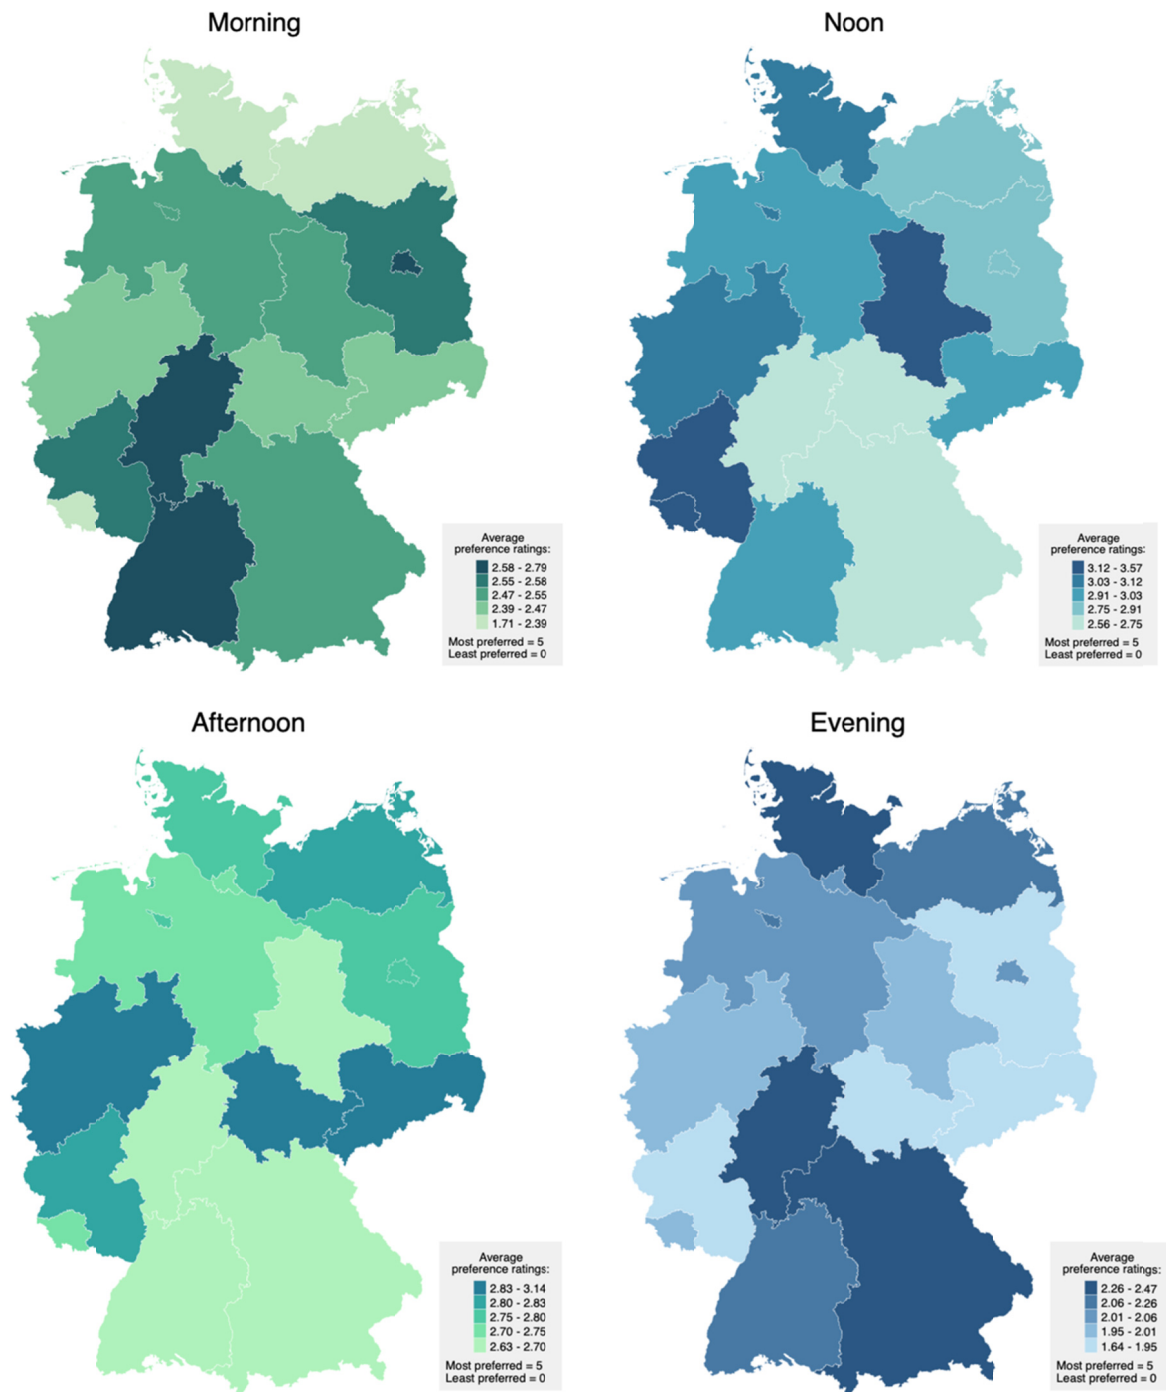 Morning
Noon
Average
preference ratings:
2.58 - 2.79
2.55 - 2.58
2.47 - 2.55
2.39 - 2.47
1.71 - 2.39
Most preferred = 5
Least preferred = 0
Average
preference ratings:
3.12 - 3.57
3.03 - 3.12
2.91 - 3.03
2.75 - 2.91
2.56 - 2.75
Most preferred = 5
Least preferred = 0
Afternoon
Evening
Average
preference ratings:
2.83 - 3.14
2.80 - 2.83
2.75 - 2.80
2.70 - 2.75
2.63 - 2.70
Most preferred = 5
Least preferred = 0
Average
preference ratings:
2.26 - 2.47
2.06 - 2.26
2.01 - 2.06
1.95 - 2.01
1.64 - 1.95
Most preferred = 5
Least preferred = 0